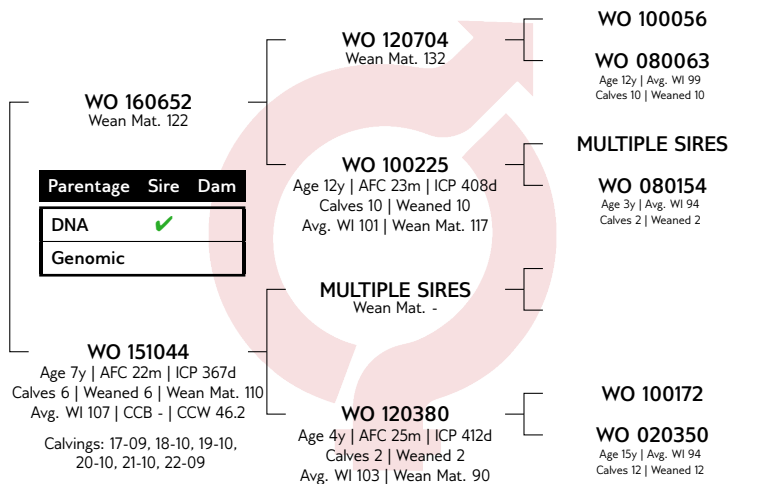 WO 160652
Wean Mat. 122
Parentage Sire Dam
DNA ✔
Genomic
WO 151044
Age 7y | AFC 22m | ICP 367d
Calves 6 | Weaned 6 | Wean Mat. 110
Avg. WI 107 | CCB - | CCW 46.2
Calvings: 17-09, 18-10, 19-10,
20-10, 21-10, 22-09
WO 120704
Wean Mat. 132
WO 100225
Age 12y | AFC 23m | ICP 408d
Calves 10 | Weaned 10
Avg. WI 101 | Wean Mat. 117
MULTIPLE SIRES
Wean Mat. -
WO 120380
Age 4y | AFC 25m | ICP 412d
Calves 2 | Weaned 2
Avg. WI 103 | Wean Mat. 90
WO 100056
WO 080063
Age 12y | Avg. WI 99
Calves 10 | Weaned 10
MULTIPLE SIRES
WO 080154
Age 3y | Avg. WI 94
Calves 2 | Weaned 2
WO 100172
WO 020350
Age 15y | Avg. WI 94
Calves 12 | Weaned 12